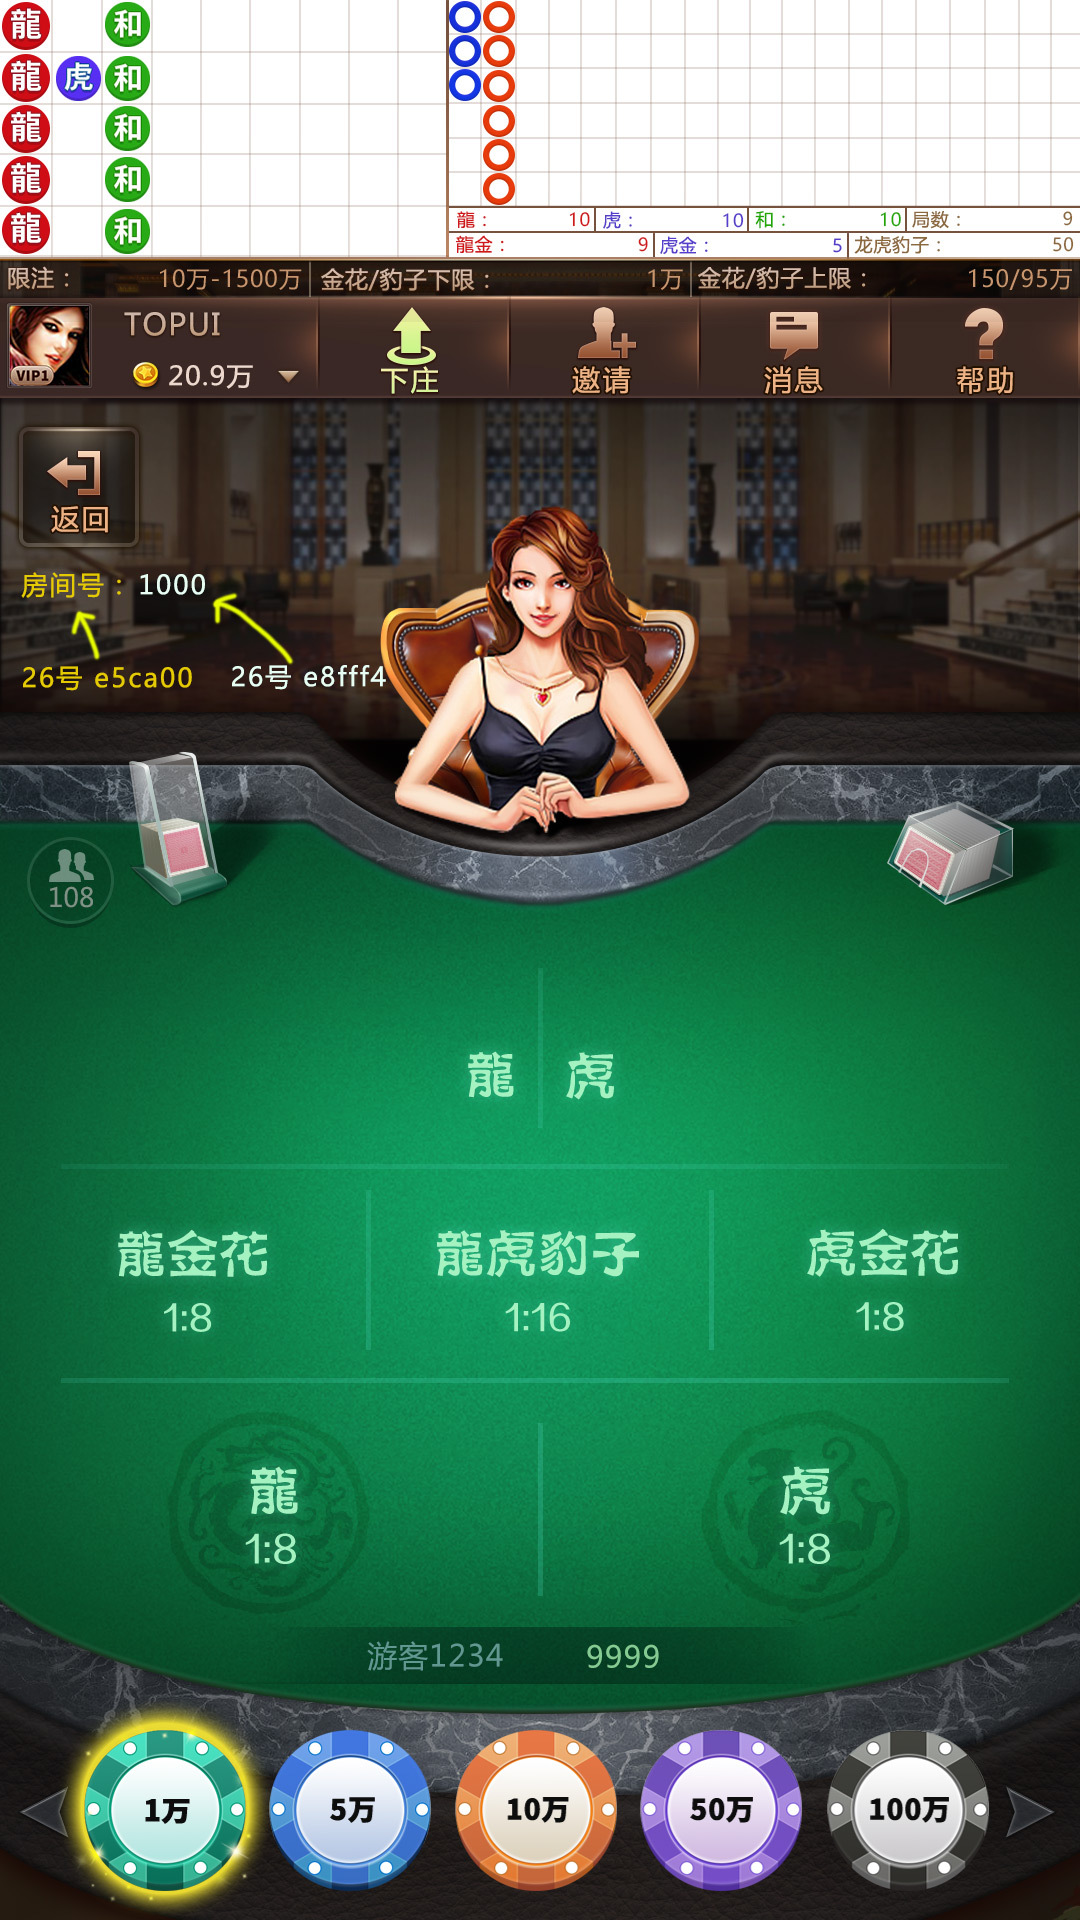 龍 和
龍 虎 和
龍 和
龍 和
龍 和
龍： 10 虎： 10 和： 10 局数： 9
龍金： 9 虎金： 5 龙虎豹子： 50
限注： 10万-1500万 金花/豹子下限： 1万 金花/豹子上限： 150/95万
TOPUI
VIP1
20.9万
下庄 邀请 消息 帮助
返回
房间号：1000
26号 e5ca00 26号 e8fff4
108
龍 虎
龍金花 龍虎豹子 虎金花
1:8 1:16 1:8
龍 虎
1:8 1:8
游客1234 9999
1万 5万 10万 50万 100万